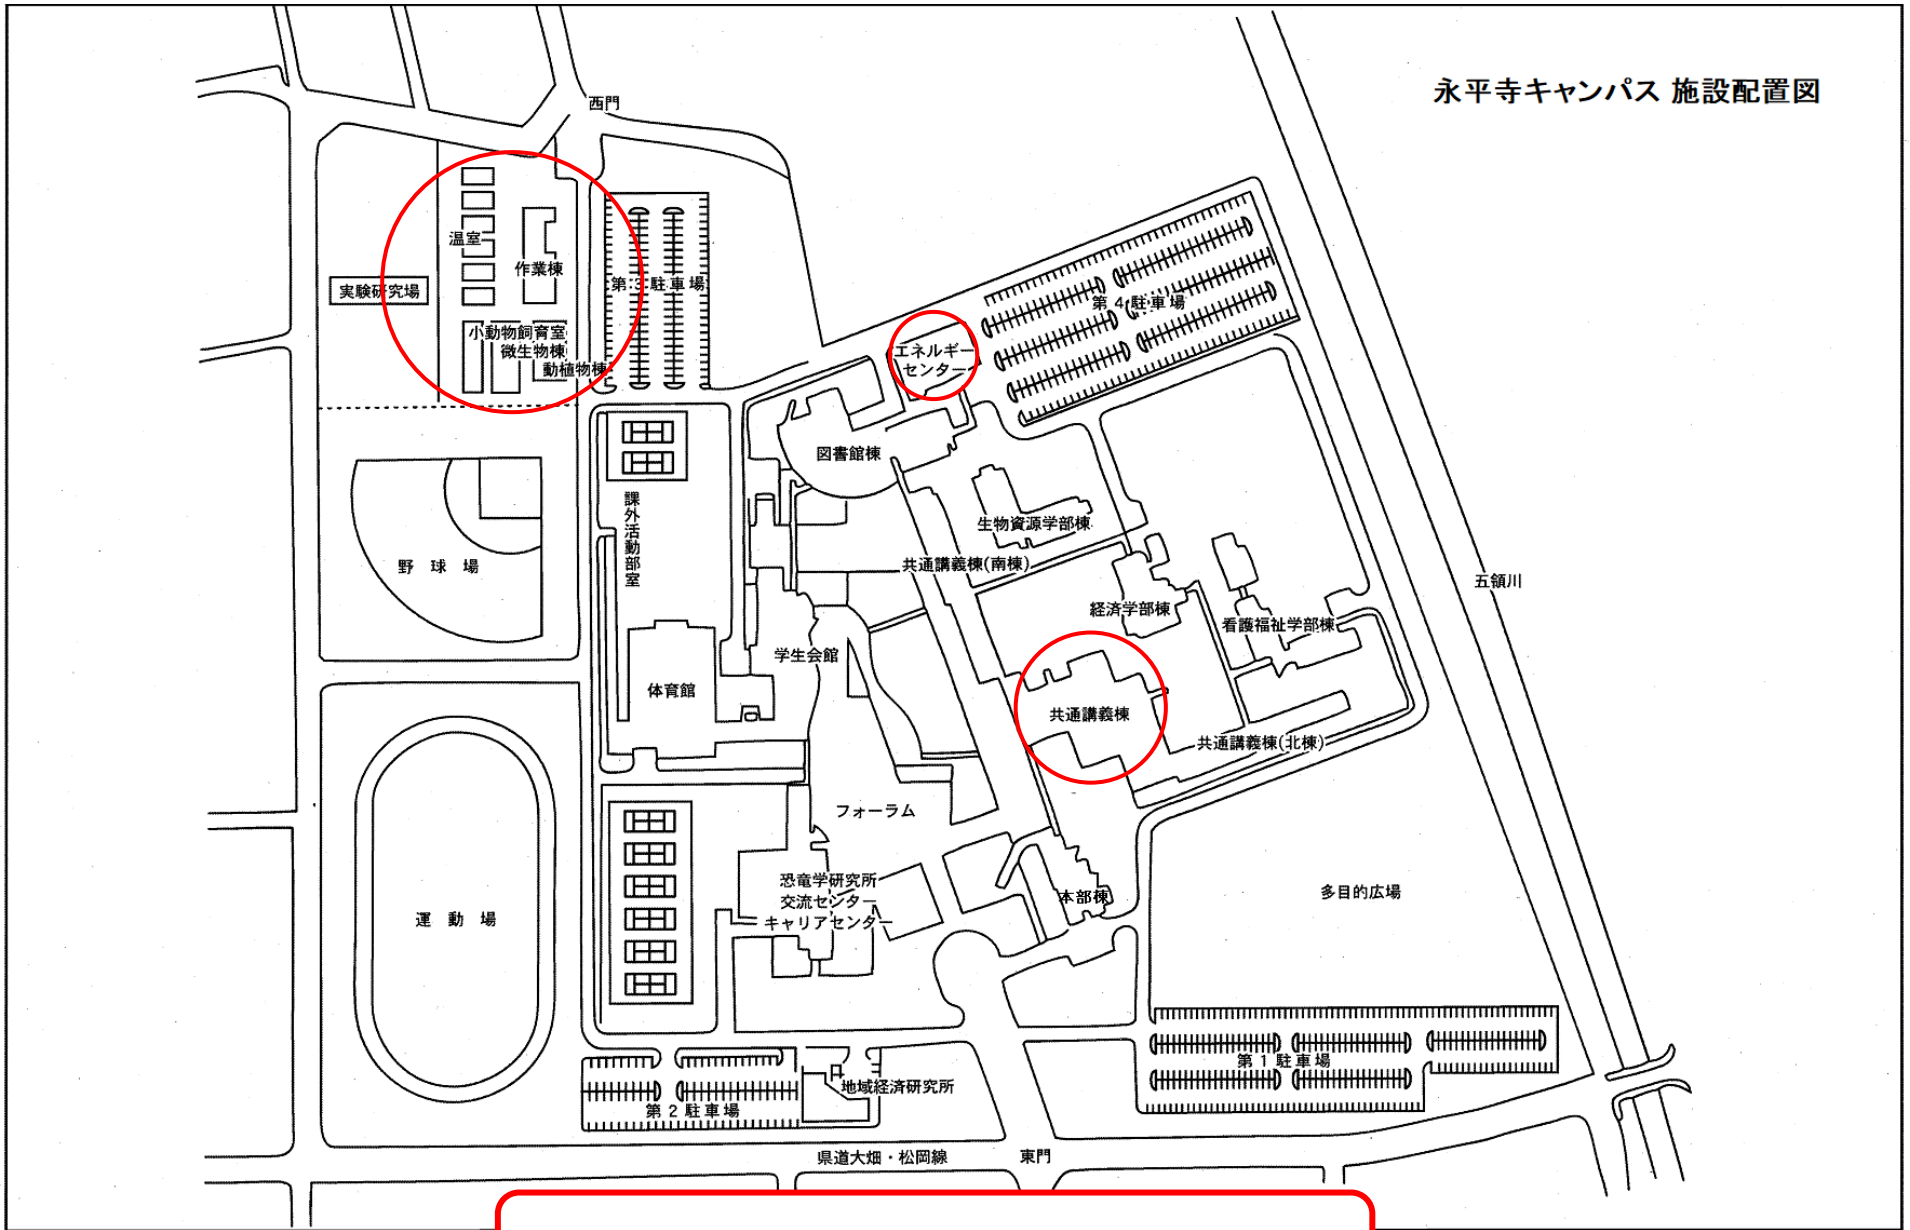 永平寺キャンパス 施設配置図
西門
温室
作業棟
実験研究場
第3駐車場
第4駐車場
小動物飼育室
微生物棟
動植物棟
エネルギー
センター
図書館棟
課外活動部室
生物資源学部棟
野球場
共通講義棟(南棟)
五領川
経済学部棟
看護福祉学部棟
学生会館
体育館
共通講義棟
共通講義棟(北棟)
フォーラム
恐竜学研究所
交流センター
キャリアセンター
本部棟
多目的広場
運動場
第1駐車場
地域経済研究所
第2駐車場
県道大畑・松岡線
東門